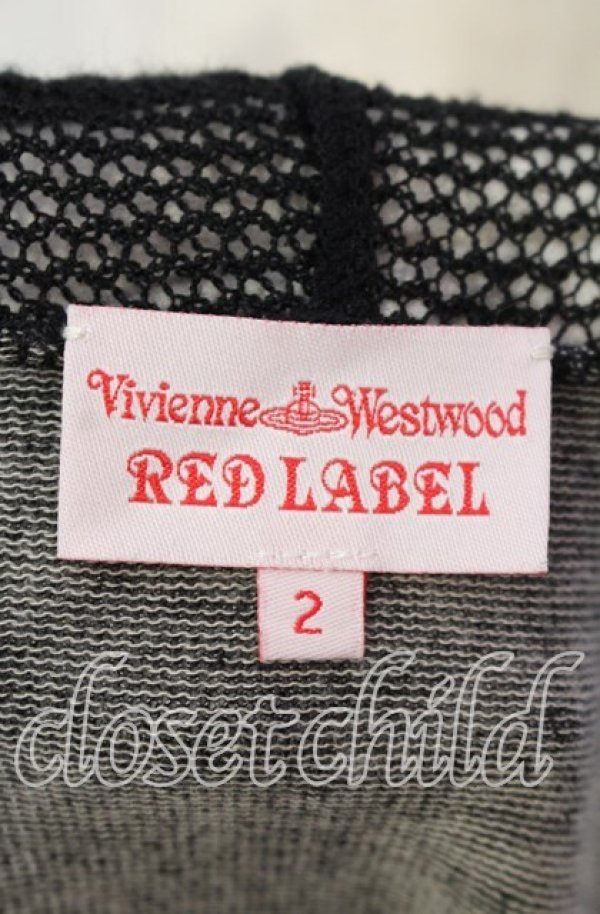 Vivienne Westwood
RED LABEL
2
closet child